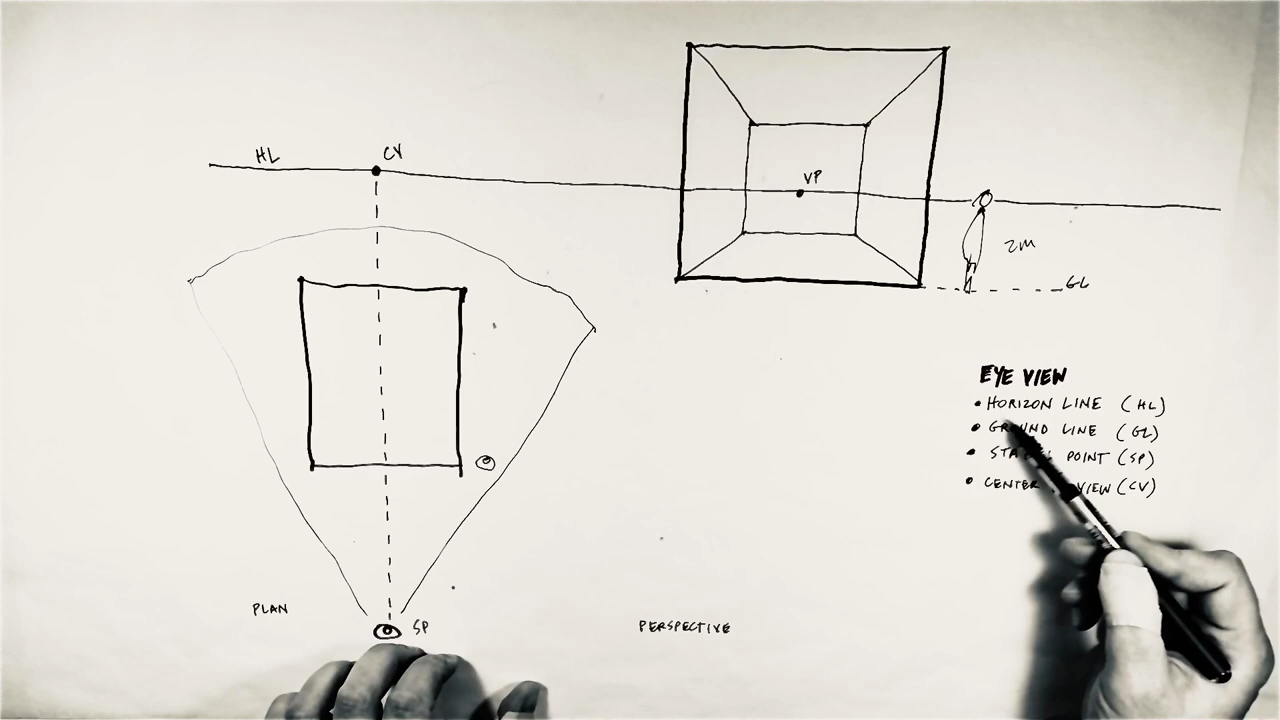 HL
CV
VP
2M
GL
EYE VIEW
• HORIZON LINE (HL)
• GROUND LINE (GL)
• POINT (SP)
• CENTER VIEW (CV)
PLAN
SP
PERSPECTIVE